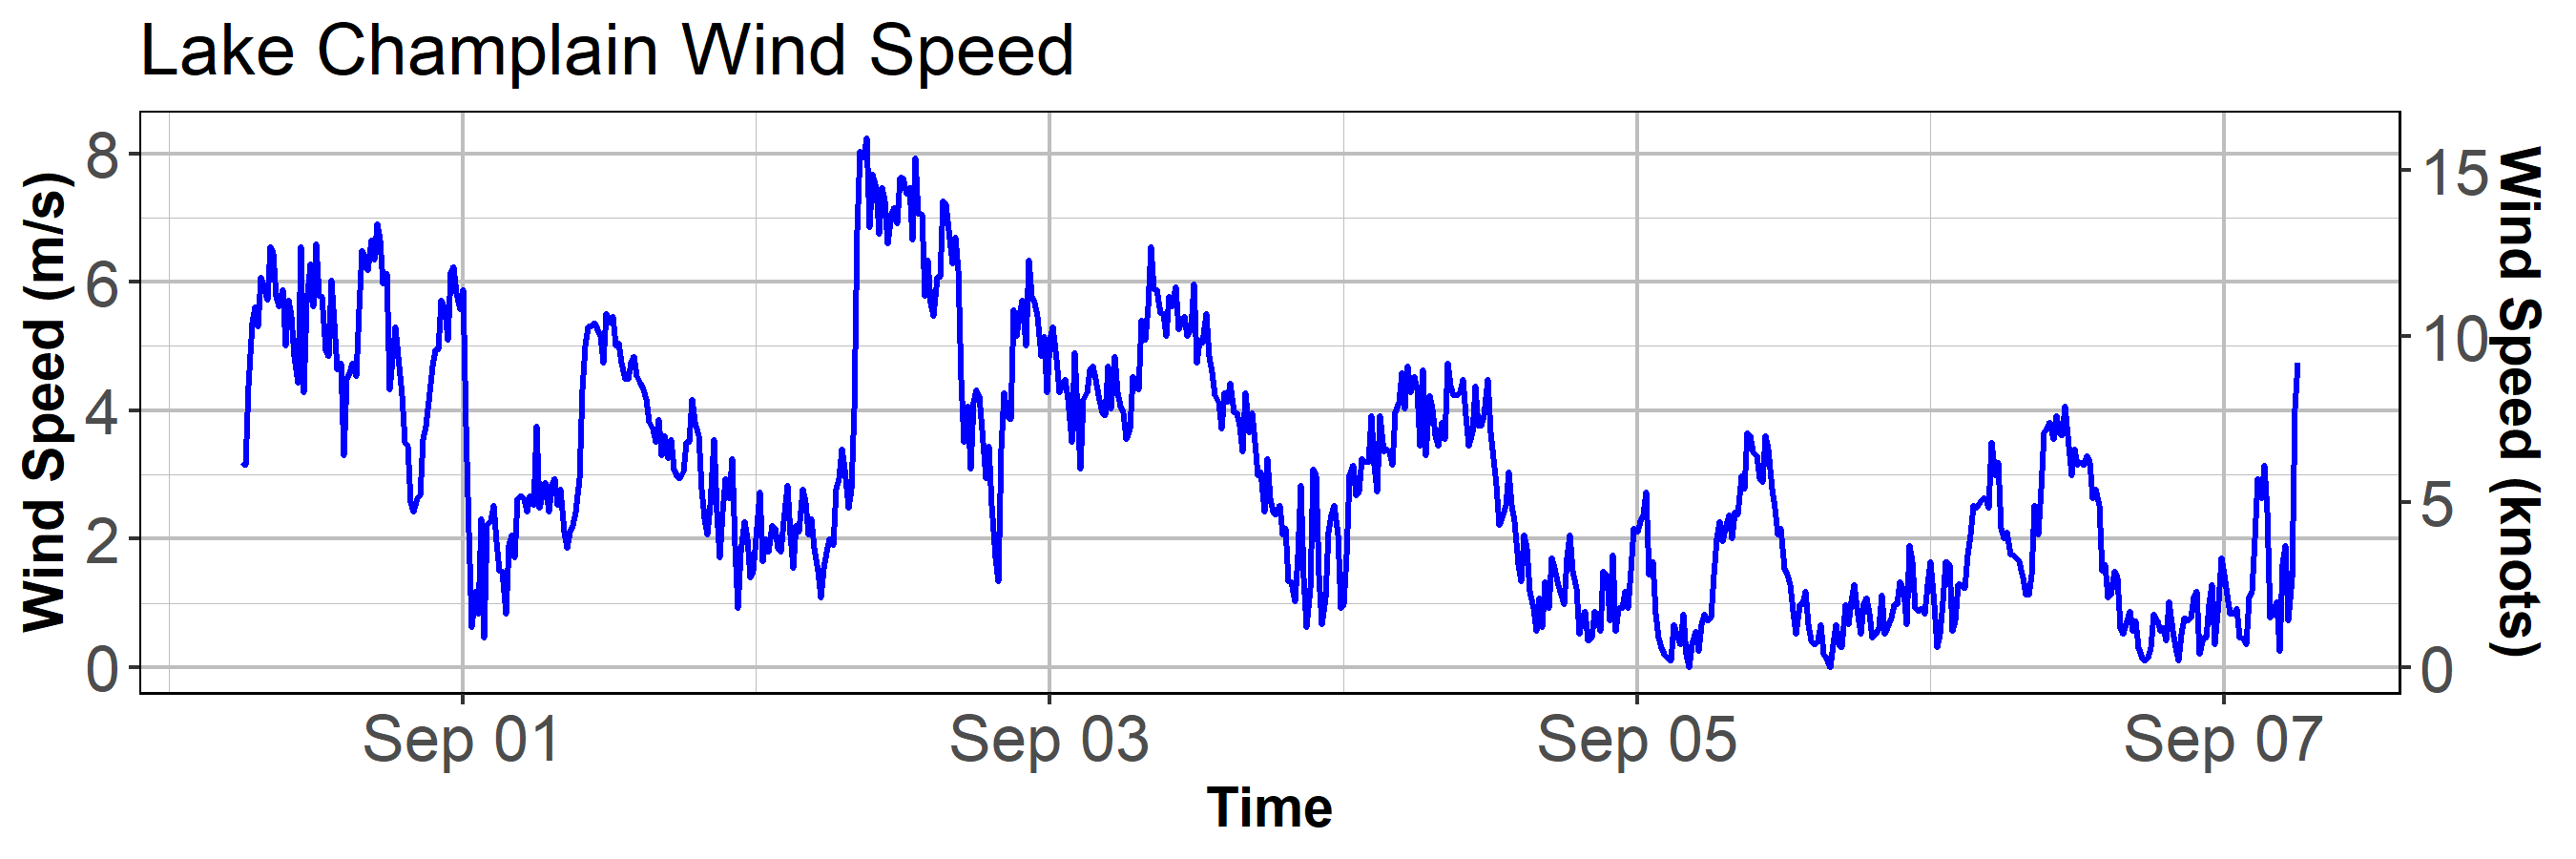 Lake Champlain Wind Speed
Wind Speed (m/s)
8
6
4
2
0
15
10
5
0
Wind Speed (knots)
Sep 01
Sep 03
Sep 05
Sep 07
Time